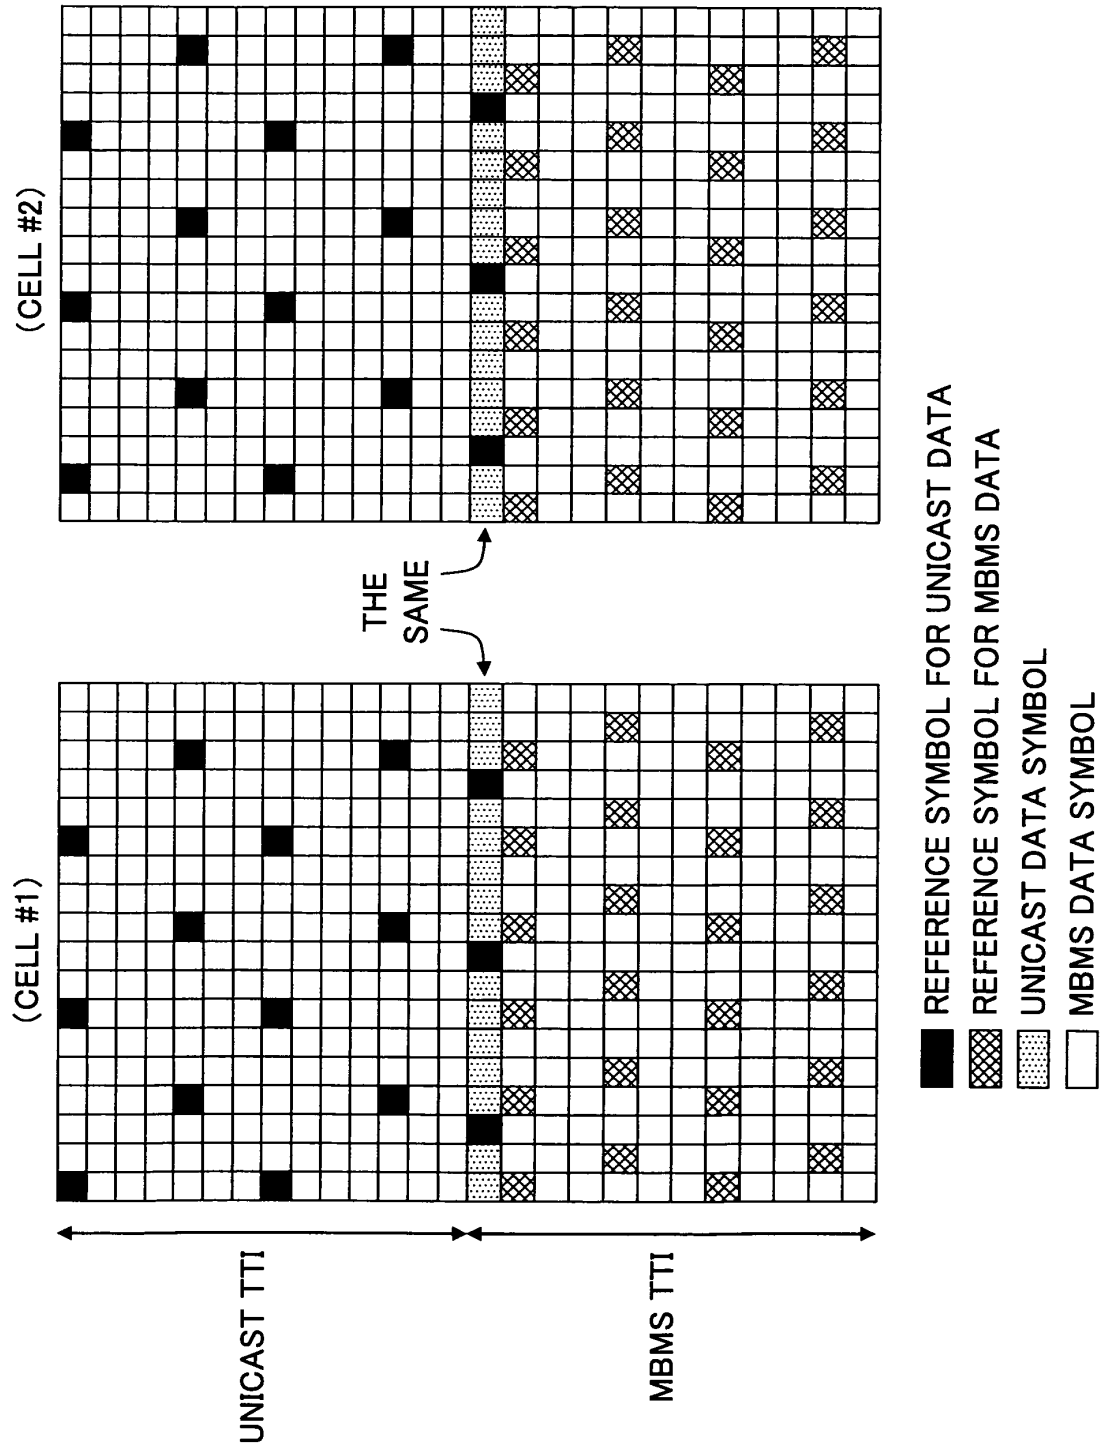 (CELL #1)
(CELL #2)
UNICAST TTI
MBMS TTI
THE
SAME
REFERENCE SYMBOL FOR UNICAST DATA
REFERENCE SYMBOL FOR MBMS DATA
UNICAST DATA SYMBOL
MBMS DATA SYMBOL